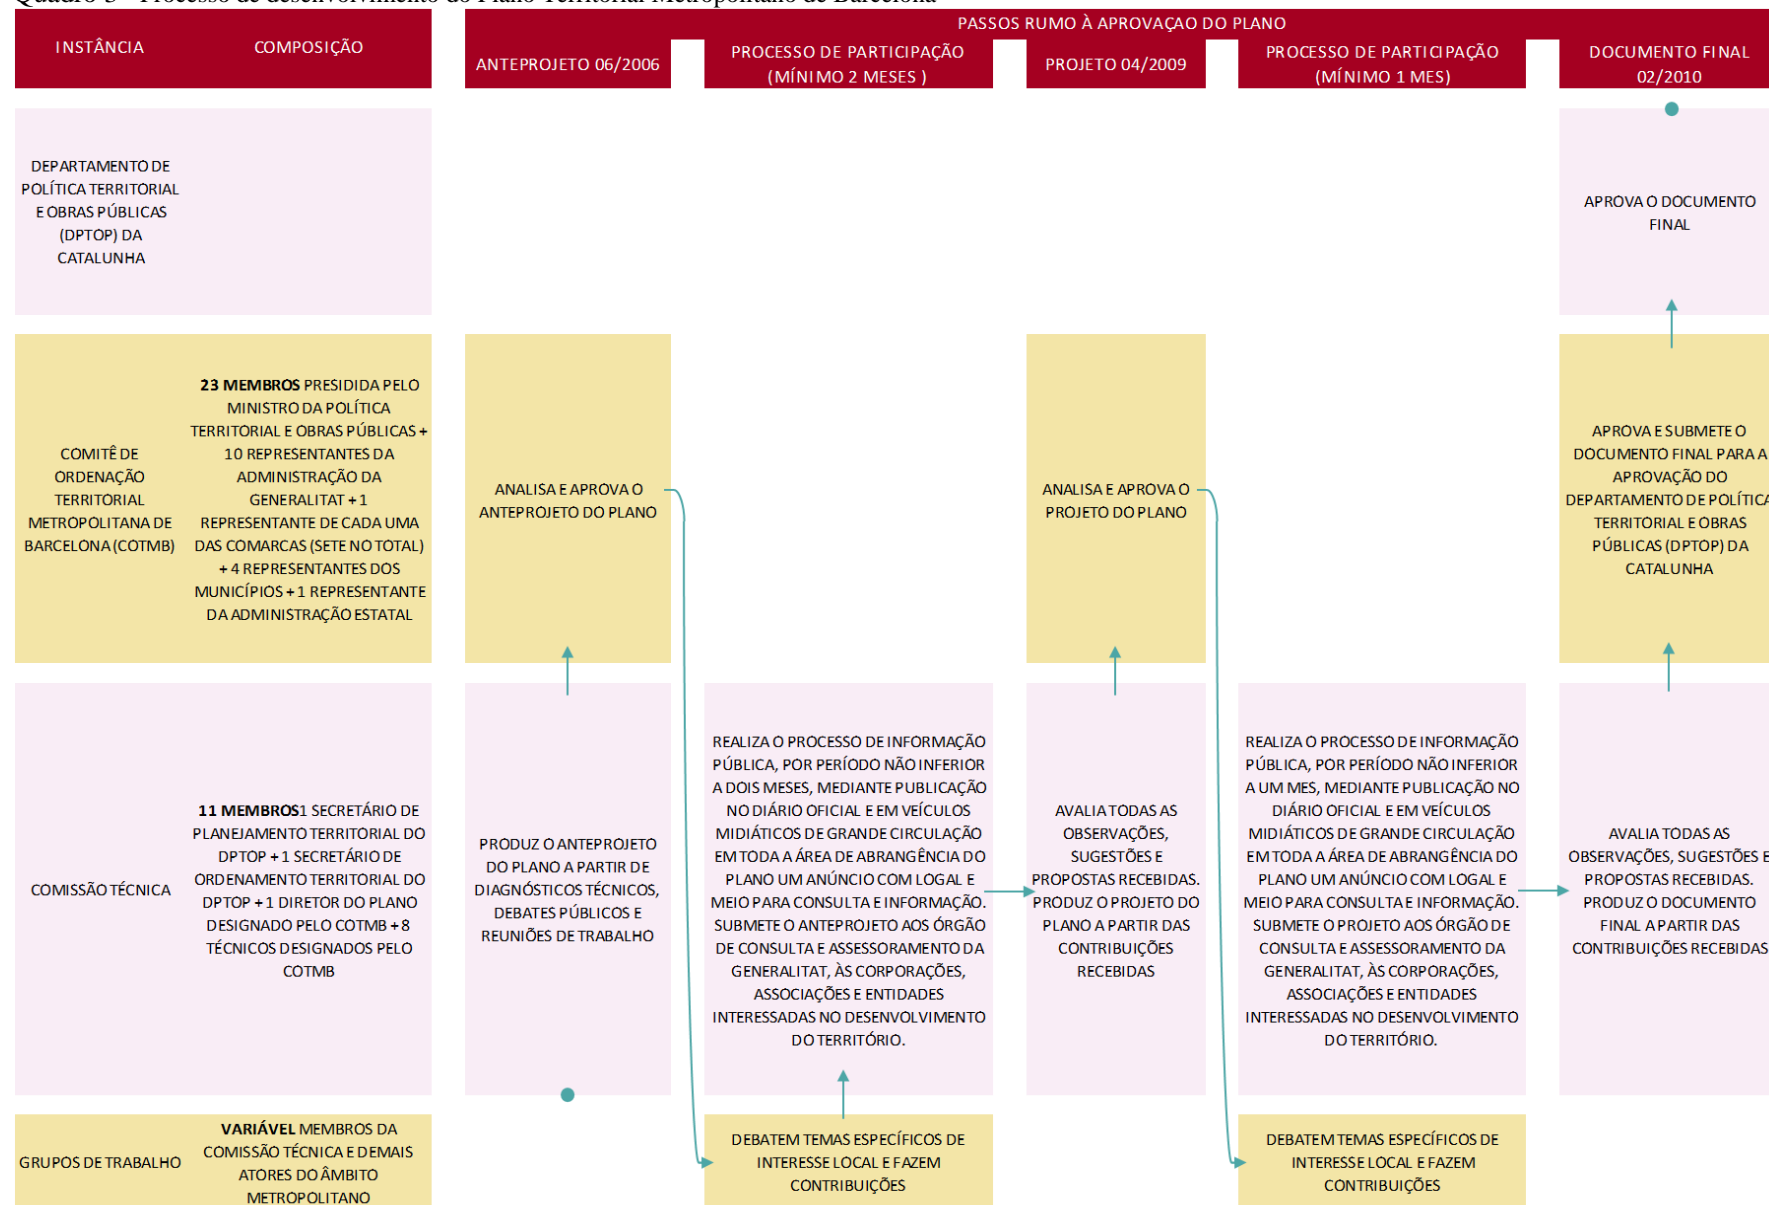 Quadro 3 - Processo de desenvolvimento do Plano Territorial Metropolitano de Barcelona
INSTÂNCIA
COMPOSIÇÃO
PASSOS RUMO À APROVAÇAO DO PLANO
ANTEPROJETO 06/2006
PROCESSO DE PARTICIPAÇÃO
(MÍNIMO 2 MESES )
PROJETO 04/2009
PROCESSO DE PARTICIPAÇÃO
(MÍNIMO 1 MES)
DOCUMENTO FINAL
02/2010
DEPARTAMENTO DE
POLÍTICA TERRITORIAL
E OBRAS PÚBLICAS
(DPTOP) DA
CATALUNHA
APROVA O DOCUMENTO
FINAL
COMITÊ DE
ORDENAÇÃO
TERRITORIAL
METROPOLITANA DE
BARCELONA (COTMB)
23 MEMBROS PRESIDIDA PELO
MINISTRO DA POLÍTICA
TERRITORIAL E OBRAS PÚBLICAS +
10 REPRESENTANTES DA
ADMINISTRAÇÃO DA
GENERALITAT + 1
REPRESENTANTE DE CADA UMA
DAS COMARCAS (SETE NO TOTAL)
+ 4 REPRESENTANTES DOS
MUNICÍPIOS + 1 REPRESENTANTE
DA ADMINISTRAÇÃO ESTATAL
ANALISA E APROVA O
ANTEPROJETO DO PLANO
ANALISA E APROVA O
PROJETO DO PLANO
APROVA E SUBMETE O
DOCUMENTO FINAL PARA A
APROVAÇÃO DO
DEPARTAMENTO DE POLÍTICA
TERRITORIAL E OBRAS
PÚBLICAS (DPTOP) DA
CATALUNHA
COMISSÃO TÉCNICA
11 MEMBROS1 SECRETÁRIO DE
PLANEJAMENTO TERRITORIAL DO
DPTOP + 1 SECRETÁRIO DE
ORDENAMENTO TERRITORIAL DO
DPTOP + 1 DIRETOR DO PLANO
DESIGNADO PELO COTMB + 8
TÉCNICOS DESIGNADOS PELO
COTMB
PRODUZ O ANTEPROJETO
DO PLANO A PARTIR DE
DIAGNÓSTICOS TÉCNICOS,
DEBATES PÚBLICOS E
REUNIÕES DE TRABALHO
REALIZA O PROCESSO DE INFORMAÇÃO
PÚBLICA, POR PERÍODO NÃO INFERIOR
A DOIS MESES, MEDIANTE PUBLICAÇÃO
NO DIÁRIO OFICIAL E EM VEÍCULOS
MIDIÁTICOS DE GRANDE CIRCULAÇÃO
EM TODA A ÁREA DE ABRANGÊNCIA DO
PLANO UM ANÚNCIO COM LOGAL E
MEIO PARA CONSULTA E INFORMAÇÃO.
SUBMETE O ANTEPROJETO AOS ÓRGÃO
DE CONSULTA E ASSESSORAMENTO DA
GENERALITAT, ÀS CORPORAÇÕES,
ASSOCIAÇÕES E ENTIDADES
INTERESSADAS NO DESENVOLVIMENTO
DO TERRITÓRIO.
AVALIA TODAS AS
OBSERVAÇÕES,
SUGESTÕES E
PROPOSTAS RECEBIDAS.
PRODUZ O PROJETO DO
PLANO A PARTIR DAS
CONTRIBUIÇÕES
RECEBIDAS
REALIZA O PROCESSO DE INFORMAÇÃO
PÚBLICA, POR PERÍODO NÃO INFERIOR
A UM MES, MEDIANTE PUBLICAÇÃO NO
DIÁRIO OFICIAL E EM VEÍCULOS
MIDIÁTICOS DE GRANDE CIRCULAÇÃO
EM TODA A ÁREA DE ABRANGÊNCIA DO
PLANO UM ANÚNCIO COM LOGAL E
MEIO PARA CONSULTA E INFORMAÇÃO.
SUBMETE O PROJETO AOS ÓRGÃO DE
CONSULTA E ASSESSORAMENTO DA
GENERALITAT, ÀS CORPORAÇÕES,
ASSOCIAÇÕES E ENTIDADES
INTERESSADAS NO DESENVOLVIMENTO
DO TERRITÓRIO.
AVALIA TODAS AS
OBSERVAÇÕES, SUGESTÕES E
PROPOSTAS RECEBIDAS.
PRODUZ O DOCUMENTO
FINAL A PARTIR DAS
CONTRIBUIÇÕES RECEBIDAS
GRUPOS DE TRABALHO
VARIÁVEL MEMBROS DA
COMISSÃO TÉCNICA E DEMAIS
ATORES DO ÂMBITO
METROPOLITANO
DEBATEM TEMAS ESPECÍFICOS DE
INTERESSE LOCAL E FAZEM
CONTRIBUIÇÕES
DEBATEM TEMAS ESPECÍFICOS DE
INTERESSE LOCAL E FAZEM
CONTRIBUIÇÕES